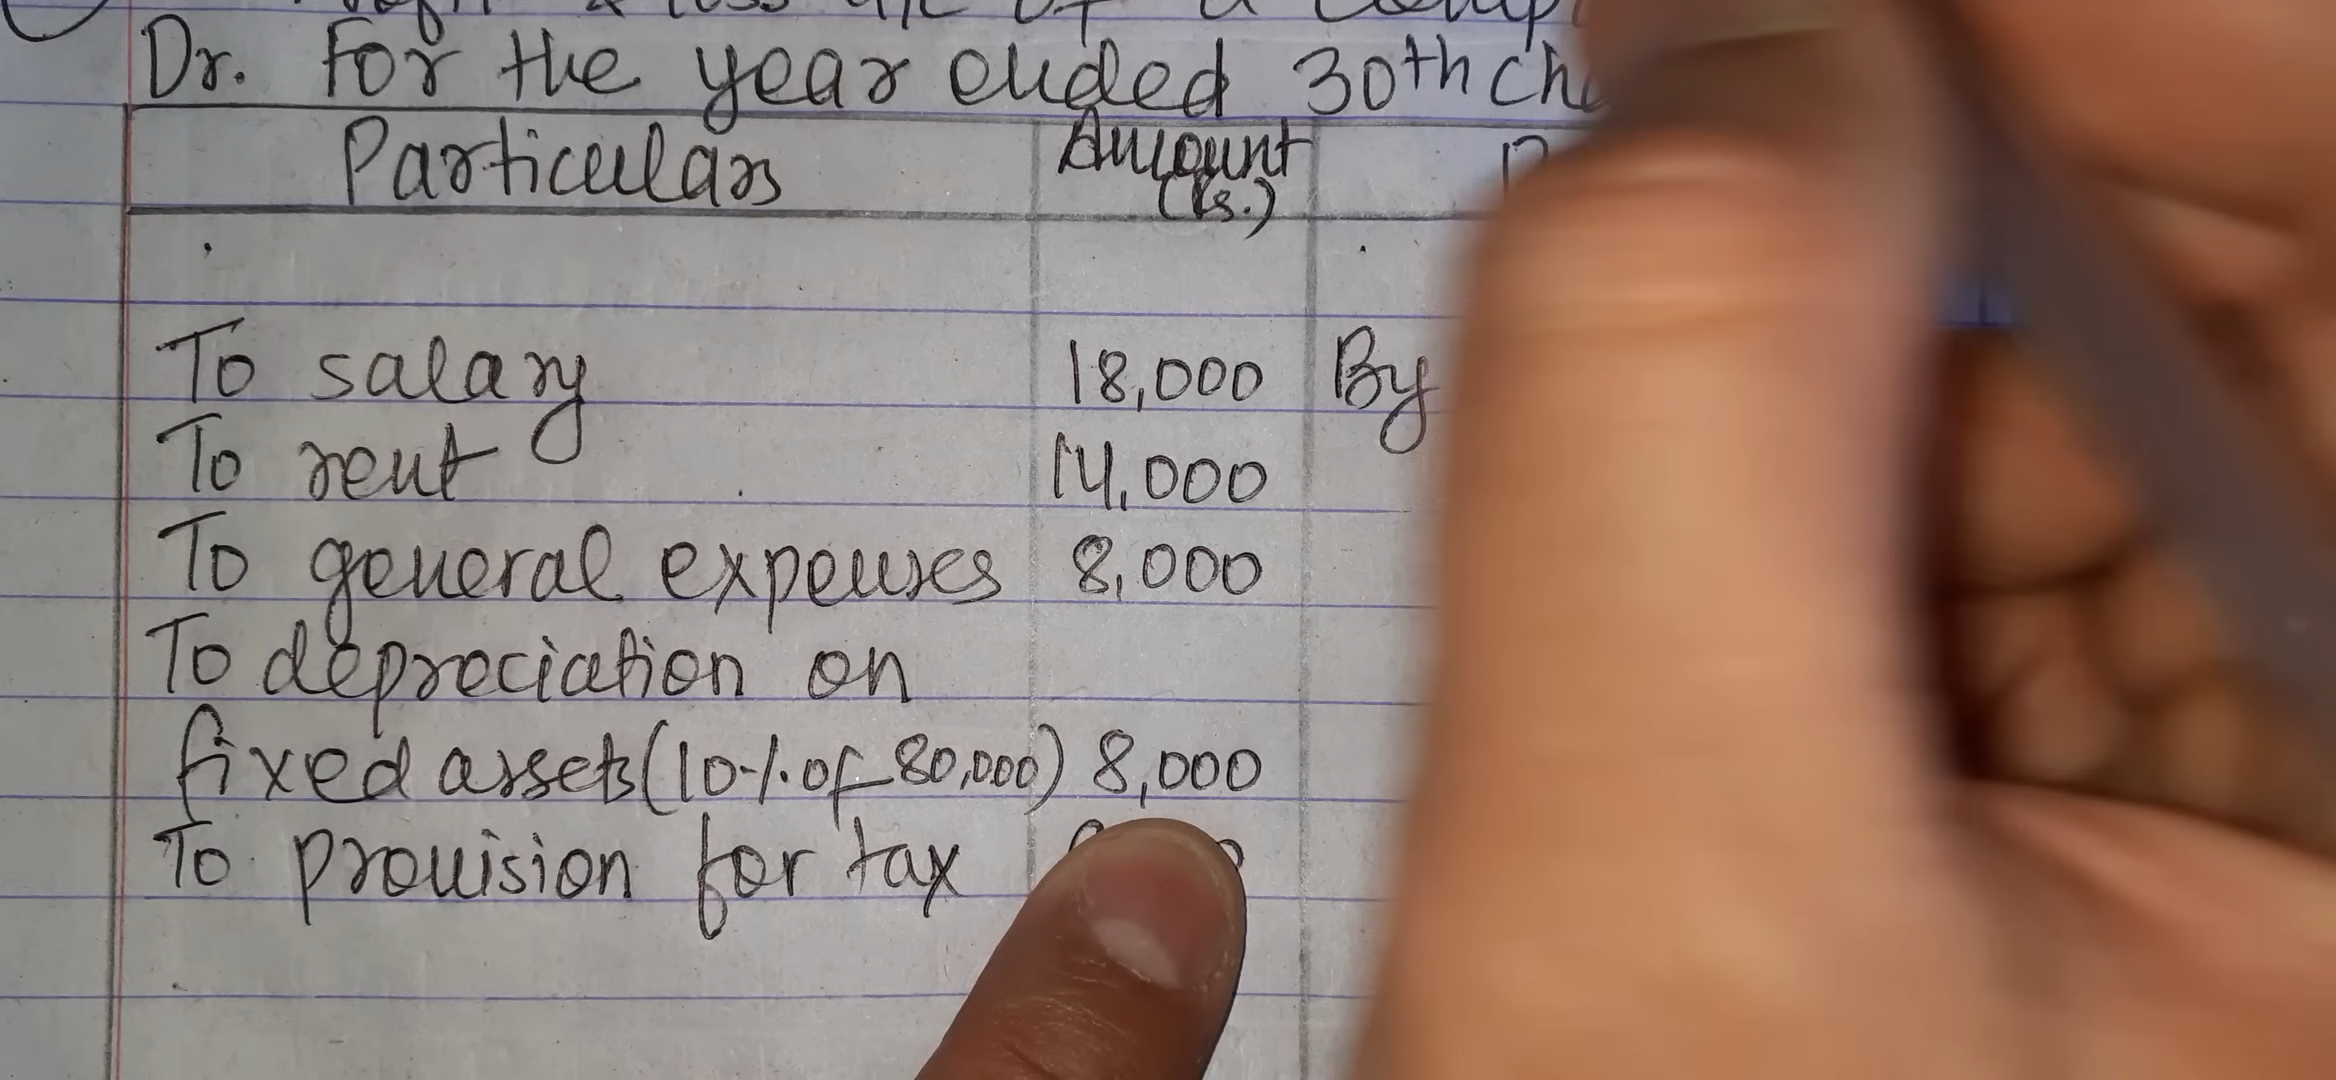 & loss a/c of a
Dr. For the year ended 30th
Particulars Amount
(Rs.)
To salary 18,000 By
To rent 14,000
To general expenses 8,000
To depreciation on
fixed assets (10% of 80,000) 8,000
To provision for tax